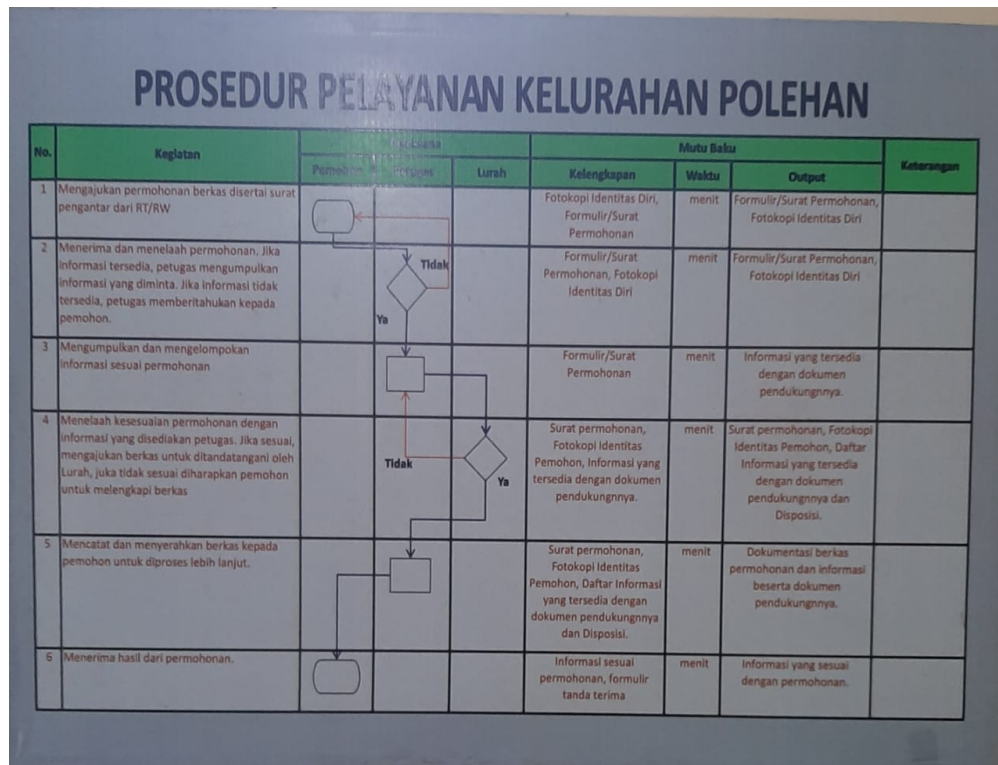 PROSEDUR PELAYANAN KELURAHAN POLEHAN
No.
Kegiatan
Mutu Baku
Keterangan
Pemohon
Petugas
Lurah
Kelengkapan
Waktu
Output
1
Mengajukan permohonan berkas disertai surat
pengantar dari RT/RW
Fotokopi Identitas Diri,
Formulir/Surat
Permohonan
menit
Formulir/Surat Permohonan,
Fotokopi Identitas Diri
2
Menerima dan menelaah permohonan. Jika
informasi tersedia, petugas mengumpulkan
informasi yang diminta. Jika informasi tidak
tersedia, petugas memberitahukan kepada
pemohon.
Tidak
Ya
Formulir/Surat
Permohonan, Fotokopi
Identitas Diri
menit
Formulir/Surat Permohonan,
Fotokopi Identitas Diri
3
Mengumpulkan dan mengelompokan
informasi sesuai permohonan
Formulir/Surat
Permohonan
menit
Informasi yang tersedia
dengan dokumen
pendukungnnya.
4
Menelaah kesesuaian permohonan dengan
informasi yang disediakan petugas. Jika sesuai,
mengajukan berkas untuk ditandatangani oleh
Lurah, juka tidak sesuai diharapkan pemohon
untuk melengkapi berkas
Tidak
Ya
Surat permohonan,
Fotokopi Identitas
Pemohon, Informasi yang
tersedia dengan dokumen
pendukungnnya.
menit
Surat permohonan, Fotokopi
Identitas Pemohon, Daftar
Informasi yang tersedia
dengan dokumen
pendukungnnya dan
Disposisi.
5
Mencatat dan menyerahkan berkas kepada
pemohon untuk diproses lebih lanjut.
Surat permohonan,
Fotokopi Identitas
Pemohon, Daftar Informasi
yang tersedia dengan
dokumen pendukungnnya
dan Disposisi.
menit
Dokumentasi berkas
permohonan dan informasi
beserta dokumen
pendukungnnya.
6
Menerima hasil dari permohonan.
Informasi sesuai
permohonan, formulir
tanda terima
menit
Informasi yang sesuai
dengan permohonan.